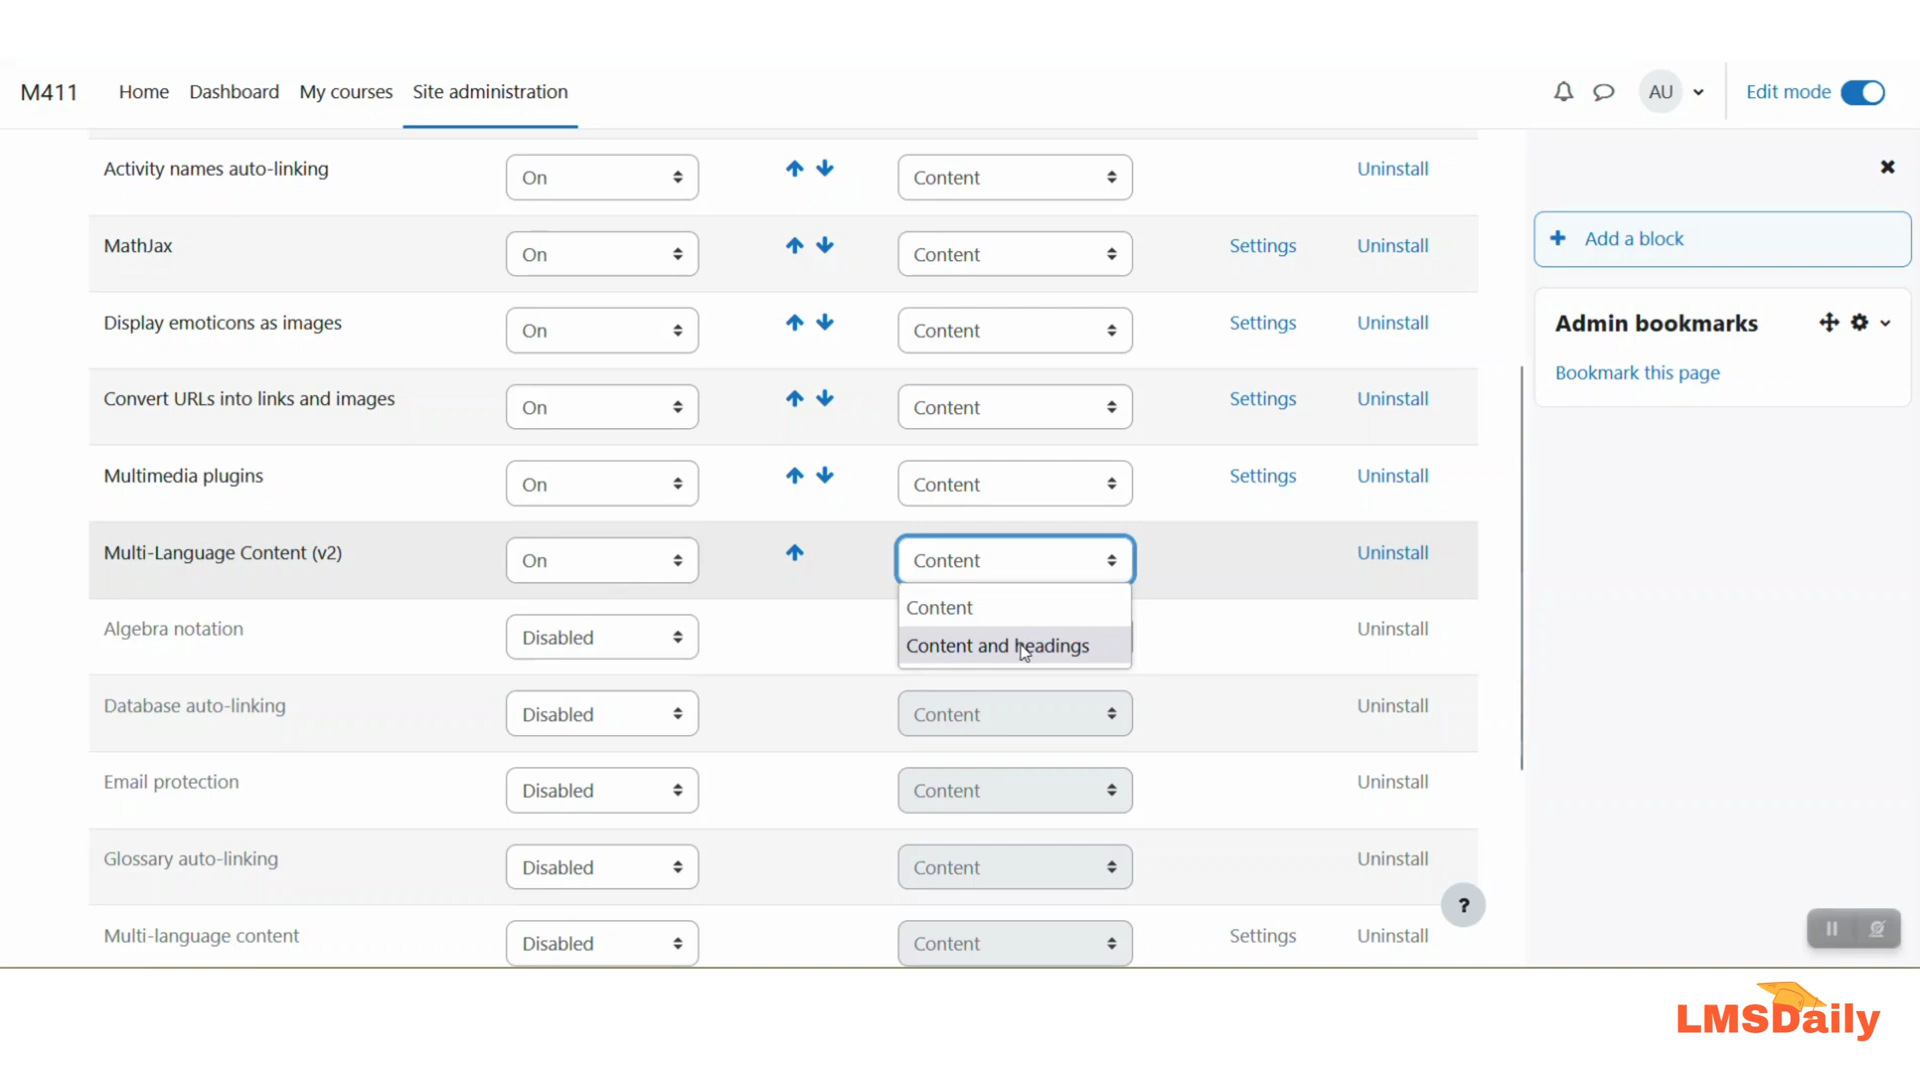 M411 Home Dashboard My courses Site administration AU Edit mode
Activity names auto-linking On Content Uninstall
MathJax On Content Settings Uninstall
Add a block
Display emoticons as images On Content Settings Uninstall
Admin bookmarks
Bookmark this page
Convert URLs into links and images On Content Settings Uninstall
Multimedia plugins On Content Settings Uninstall
Multi-Language Content (v2) On Content Uninstall
Content
Content and headings
Algebra notation Disabled Uninstall
Database auto-linking Disabled Content Uninstall
Email protection Disabled Content Uninstall
Glossary auto-linking Disabled Content Uninstall
?
Multi-language content Disabled Content Settings Uninstall
LMSDaily